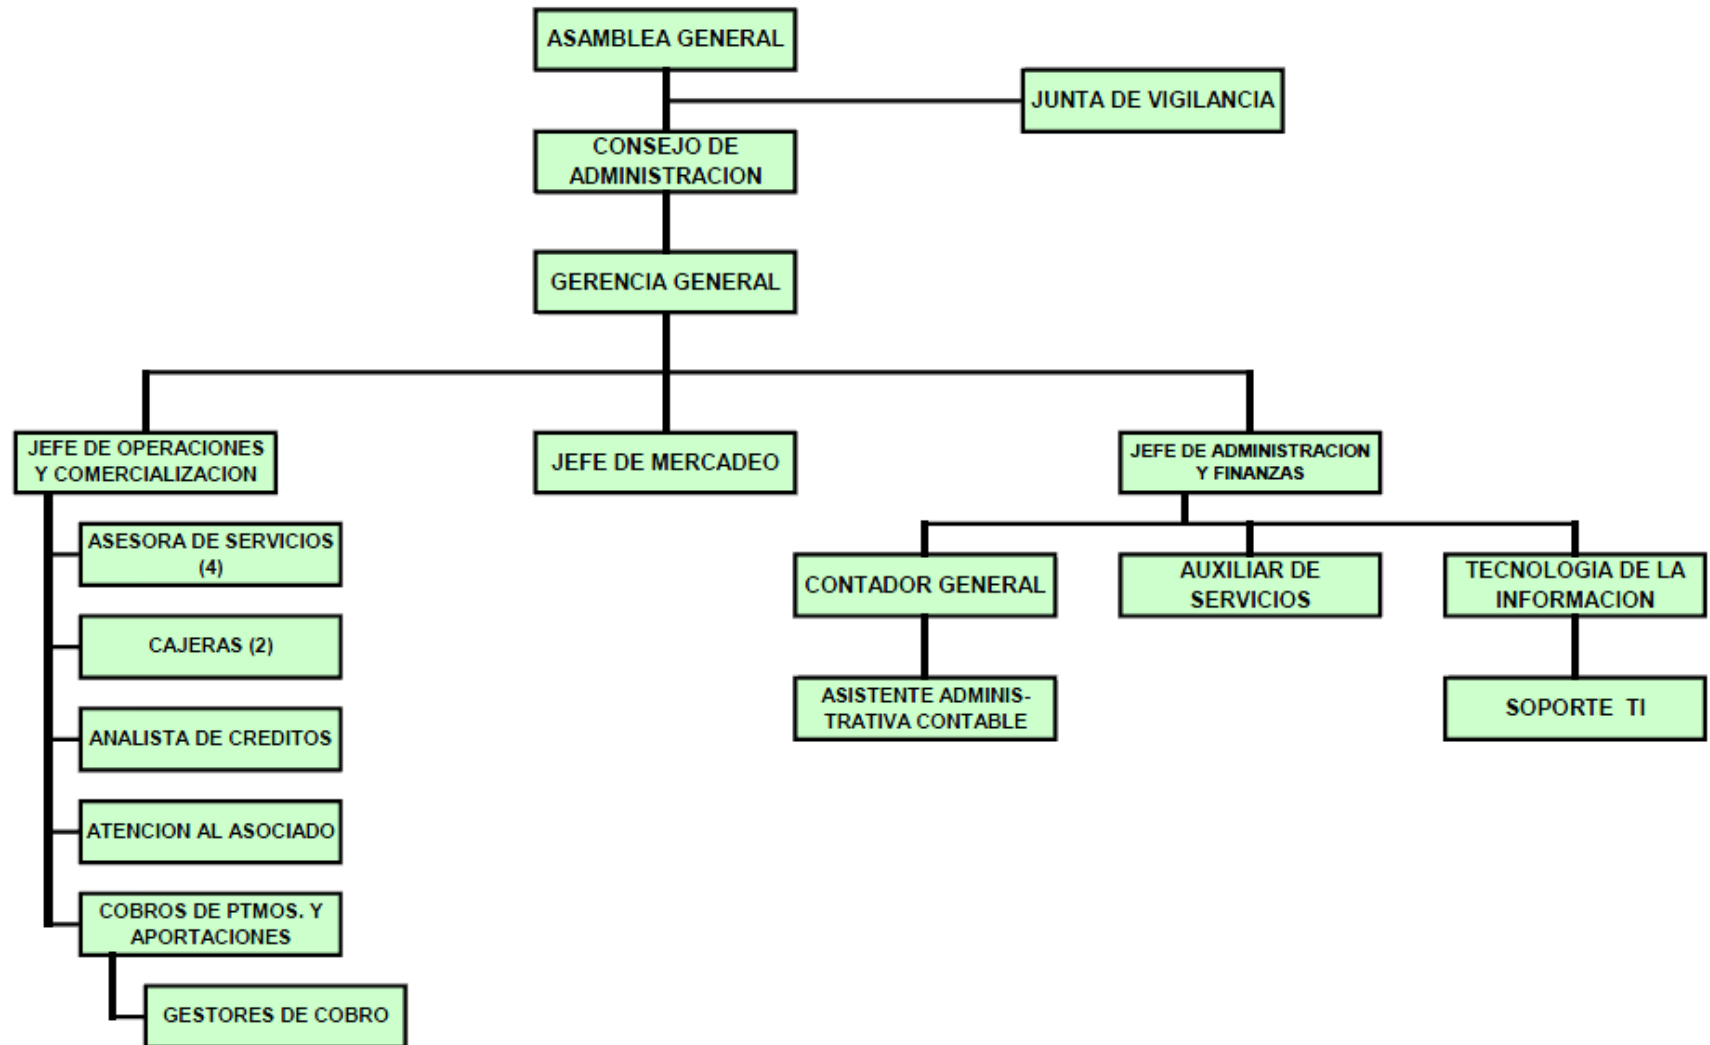 ASAMBLEA GENERAL
JUNTA DE VIGILANCIA
CONSEJO DE
ADMINISTRACION
GERENCIA GENERAL
JEFE DE OPERACIONES
Y COMERCIALIZACION
JEFE DE MERCADEO
JEFE DE ADMINISTRACION
Y FINANZAS
ASESORA DE SERVICIOS
(4)
CAJERAS (2)
ANALISTA DE CREDITOS
ATENCION AL ASOCIADO
COBROS DE PTMOS. Y
APORTACIONES
GESTORES DE COBRO
CONTADOR GENERAL
ASISTENTE ADMINIS-
TRATIVA CONTABLE
AUXILIAR DE
SERVICIOS
TECNOLOGIA DE LA
INFORMACION
SOPORTE  TI